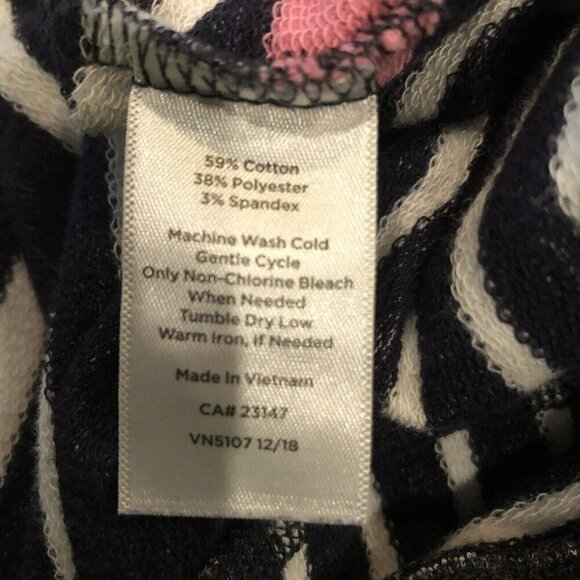 59% Cotton
38% Polyester
3% Spandex
Machine Wash Cold
Gentle Cycle
Only Non-Chlorine Bleach
When Needed
Tumble Dry Low
Warm Iron, if Needed
Made In Vietnam
CA# 23147
VN5107 12/18